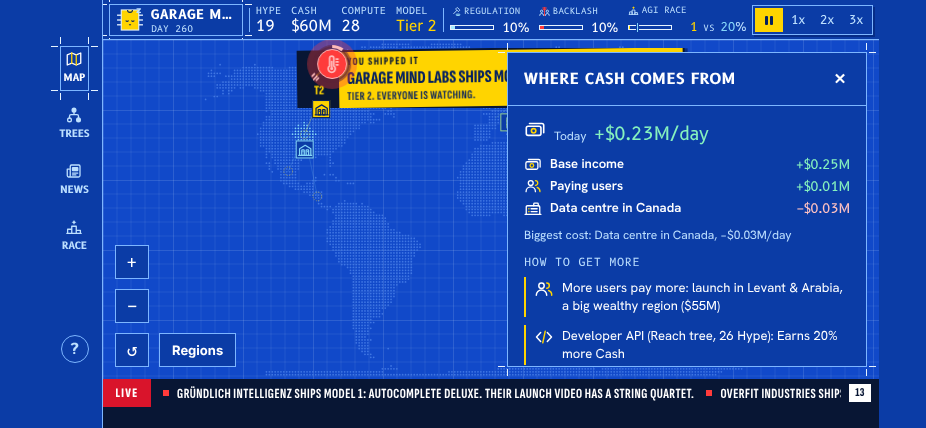 GARAGE M...
DAY 260
HYPE
19
CASH
$60M
COMPUTE
28
MODEL
Tier 2
REGULATION
10%
BACKLASH
10%
AGI RACE
1 VS 20%
1x
2x
3x
MAP
TREES
NEWS
RACE
?
YOU SHIPPED IT
T2
GARAGE MIND LABS SHIPS
TIER 2. EVERYONE IS WATCHING.
+
−
↺
Regions
WHERE CASH COMES FROM
×
Today +$0.23M/day
Base income +$0.25M
Paying users +$0.01M
Data centre in Canada −$0.03M
Biggest cost: Data centre in Canada, −$0.03M/day
HOW TO GET MORE
More users pay more: launch in Levant & Arabia,
a big wealthy region ($55M)
Developer API (Reach tree, 26 Hype): Earns 20%
more Cash
LIVE
GRÜNDLICH INTELLIGENZ SHIPS MODEL 1: AUTOCOMPLETE DELUXE. THEIR LAUNCH VIDEO HAS A STRING QUARTET.
OVERFIT INDUSTRIES SHIP
13